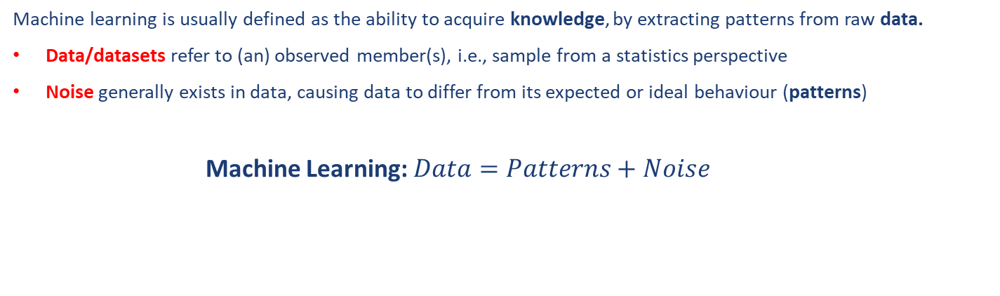 Machine learning is usually defined as the ability to acquire knowledge, by extracting patterns from raw data.
• Data/datasets refer to (an) observed member(s), i.e., sample from a statistics perspective
• Noise generally exists in data, causing data to differ from its expected or ideal behaviour (patterns)
Machine Learning: Data = Patterns + Noise